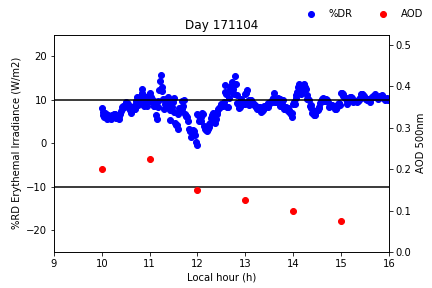 %DR AOD
Day 171104
%RD Erythermal Irradiance (W/m2)
20
10
0
−10
−20
0.5
0.4
0.3
0.2
0.1
0.0
AOD 500nm
9 10 11 12 13 14 15 16
Local hour (h)